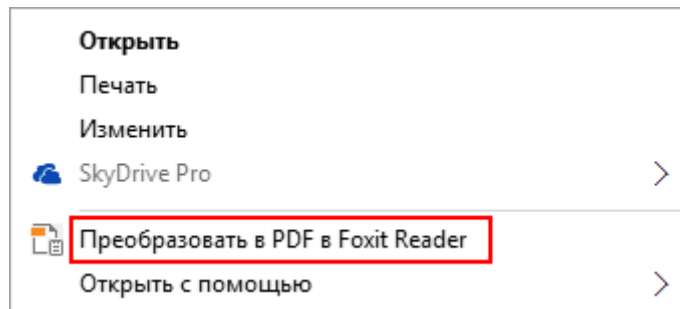 Открыть
Печать
Изменить
SkyDrive Pro
Преобразовать в PDF в Foxit Reader
Открыть с помощью